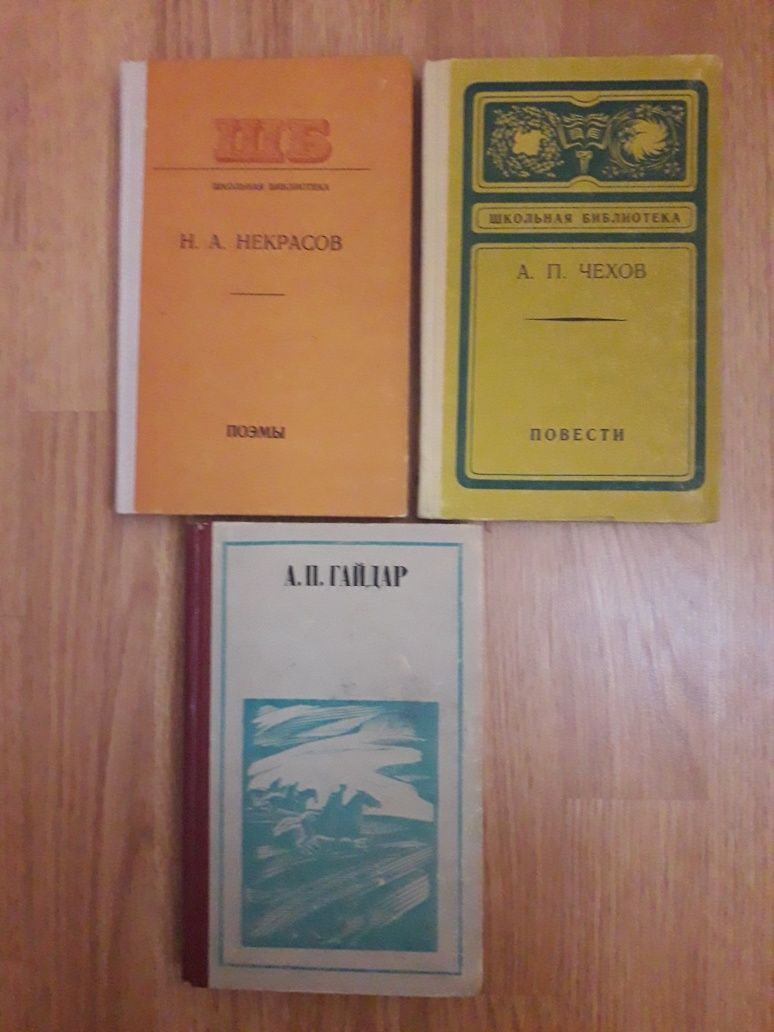 ШБ
ШКОЛЬНАЯ БИБЛИОТЕКА
Н. А. НЕКРАСОВ
ПОЭМЫ
ШКОЛЬНАЯ БИБЛИОТЕКА
А. П. ЧЕХОВ
ПОВЕСТИ
А. П. ГАЙДАР